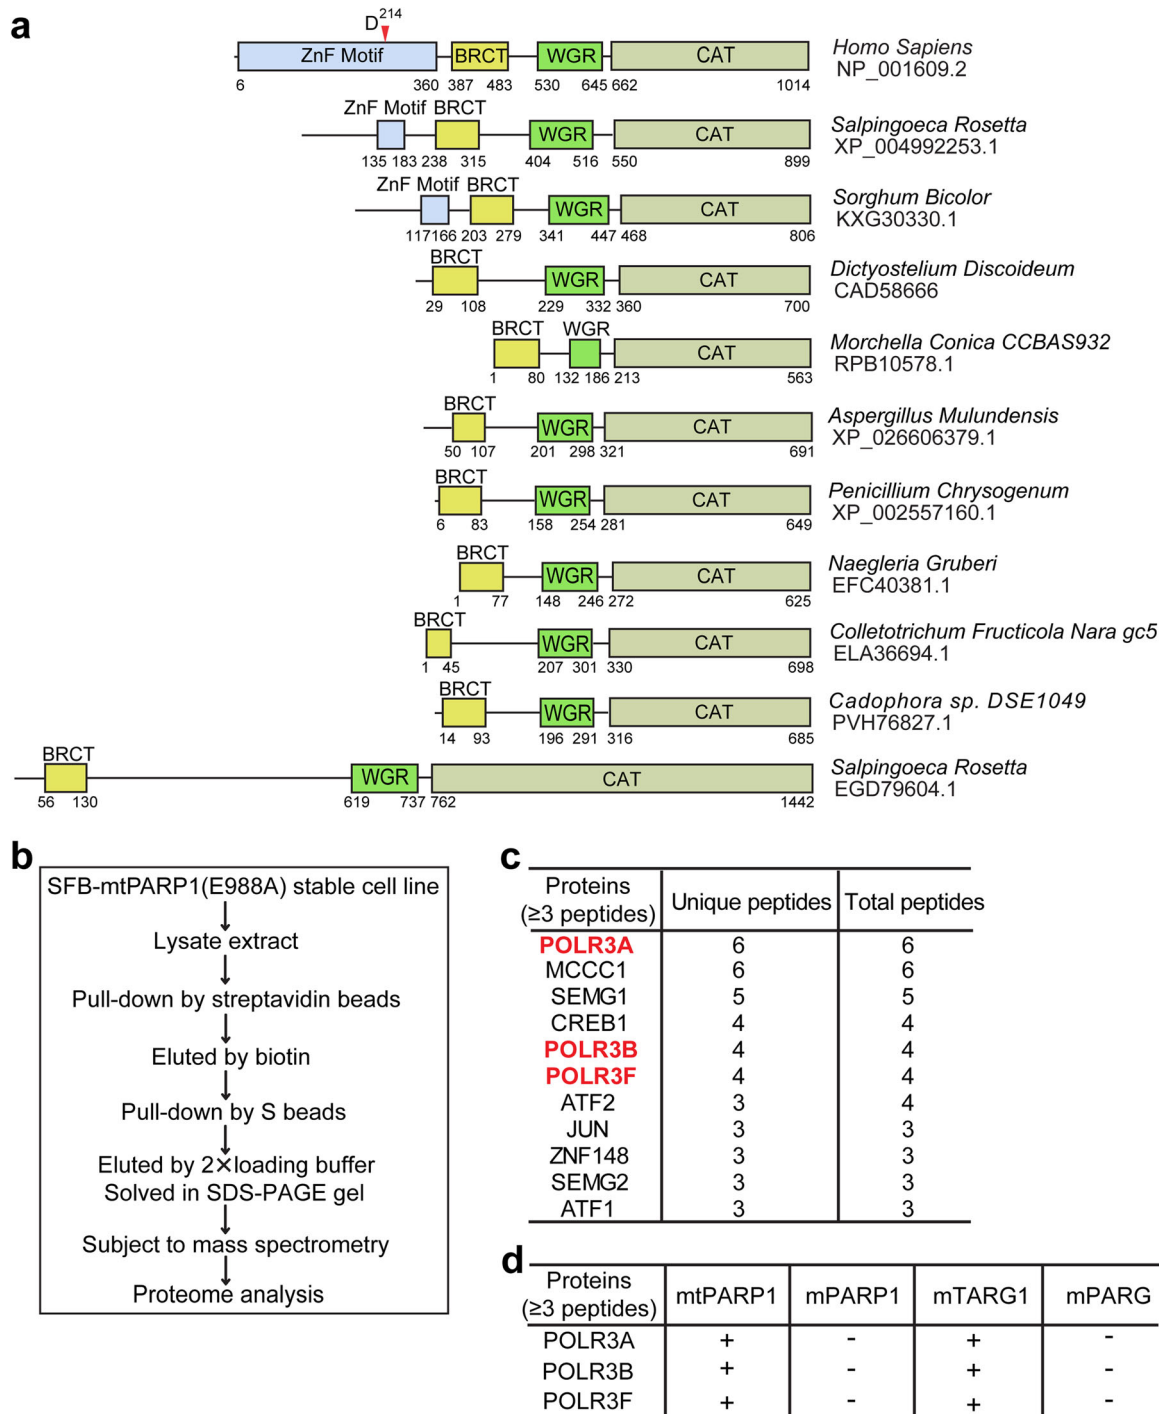 a
D214
ZnF Motif BRCT WGR CAT
6 360 387 483 530 645 662 1014
Homo Sapiens
NP_001609.2
ZnF Motif BRCT
WGR CAT
135 183 238 315 404 516 550 899
Salpingoeca Rosetta
XP_004992253.1
ZnF Motif BRCT
WGR CAT
117 166 203 279 341 447 468 806
Sorghum Bicolor
KXG30330.1
BRCT
WGR CAT
29 108 229 332 360 700
Dictyostelium Discoideum
CAD58666
BRCT WGR
CAT
1 80 132 186 213 563
Morchella Conica CCBAS932
RPB10578.1
BRCT
WGR CAT
50 107 201 298 321 691
Aspergillus Mulundensis
XP_026606379.1
BRCT
WGR CAT
6 83 158 254 281 649
Penicillium Chrysogenum
XP_002557160.1
BRCT
WGR CAT
1 77 148 246 272 625
Naegleria Gruberi
EFC40381.1
BRCT
WGR CAT
1 45 207 301 330 698
Colletotrichum Fructicola Nara gc5
ELA36694.1
BRCT
WGR CAT
14 93 196 291 316 685
Cadophora sp. DSE1049
PVH76827.1
BRCT
WGR CAT
56 130 619 737 762 1442
Salpingoeca Rosetta
EGD79604.1
b
SFB-mtPARP1(E988A) stable cell line
Lysate extract
Pull-down by streptavidin beads
Eluted by biotin
Pull-down by S beads
Eluted by 2×loading buffer
Solved in SDS-PAGE gel
Subject to mass spectrometry
Proteome analysis
c
Proteins
(≥3 peptides) Unique peptides Total peptides
POLR3A 6 6
MCCC1 6 6
SEMG1 5 5
CREB1 4 4
POLR3B 4 4
POLR3F 4 4
ATF2 3 4
JUN 3 3
ZNF148 3 3
SEMG2 3 3
ATF1 3 3
d
Proteins
(≥3 peptides) mtPARP1 mPARP1 mTARG1 mPARG
POLR3A + - + -
POLR3B + - + -
POLR3F + - + -